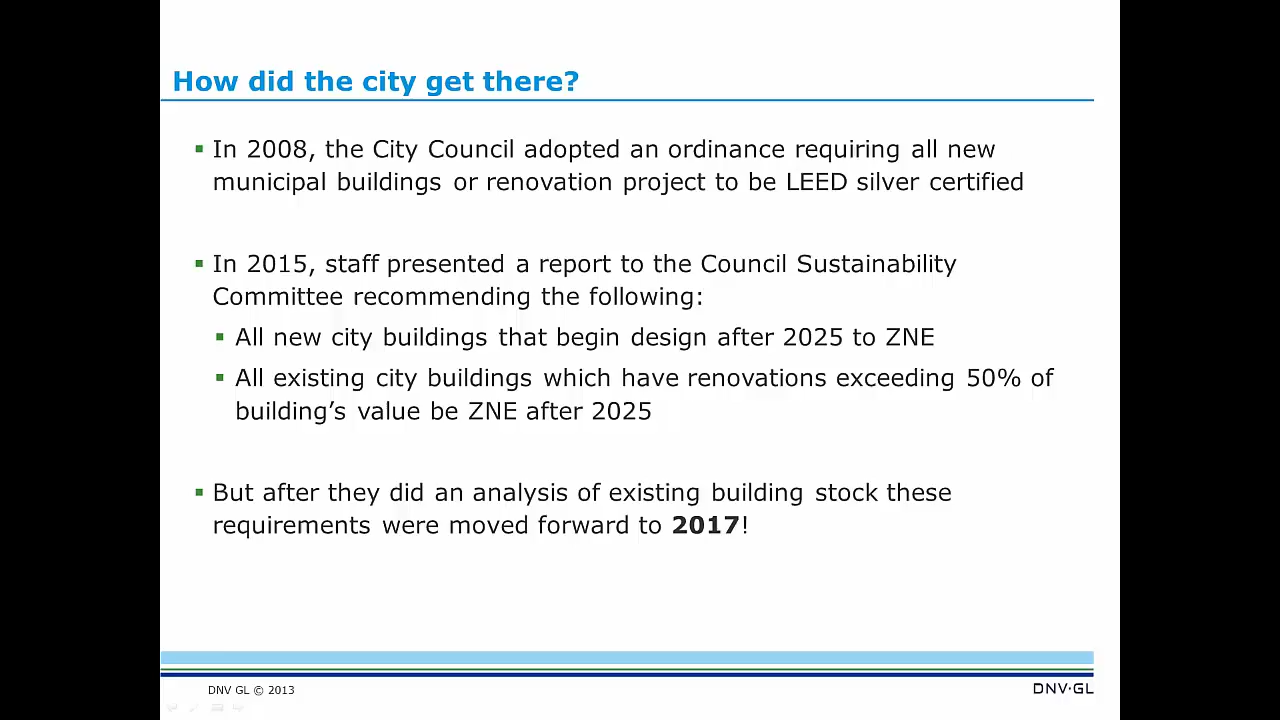 How did the city get there?
In 2008, the City Council adopted an ordinance requiring all new
municipal buildings or renovation project to be LEED silver certified
In 2015, staff presented a report to the Council Sustainability
Committee recommending the following:
All new city buildings that begin design after 2025 to ZNE
All existing city buildings which have renovations exceeding 50% of
building’s value be ZNE after 2025
But after they did an analysis of existing building stock these
requirements were moved forward to 2017!
DNV GL © 2013
DNV·GL